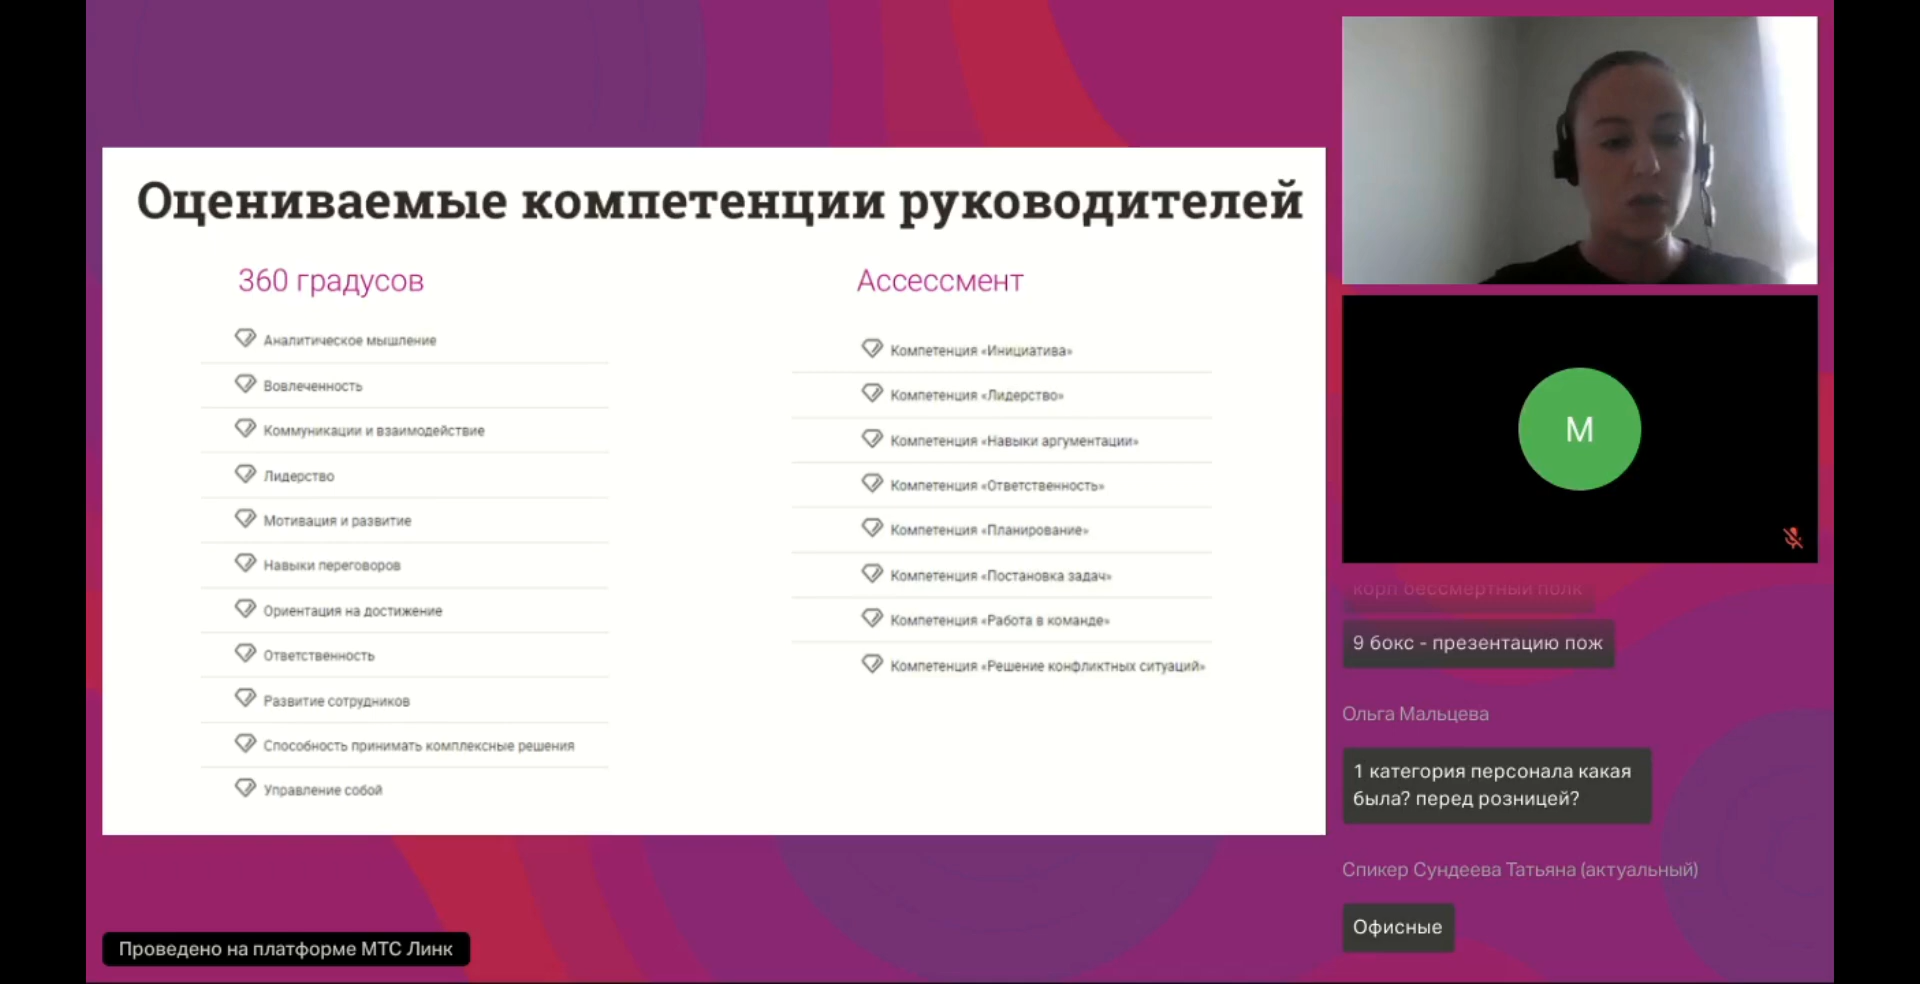 Оцениваемые компетенции руководителей
360 градусов
Аналитическое мышление
Вовлеченность
Коммуникации и взаимодействие
Лидерство
Мотивация и развитие
Навыки переговоров
Ориентация на достижение
Ответственность
Развитие сотрудников
Способность принимать комплексные решения
Управление собой
Ассессмент
Компетенция «Инициатива»
Компетенция «Лидерство»
Компетенция «Навыки аргументации»
Компетенция «Ответственность»
Компетенция «Планирование»
Компетенция «Постановка задач»
Компетенция «Работа в команде»
Компетенция «Решение конфликтных ситуаций»
М
корп бессмертный полк
9 бокс - презентацию пож
Ольга Мальцева
1 категория персонала какая
была? перед розницей?
Спикер Сундеева Татьяна (актуальный)
Офисные
Проведено на платформе МТС Линк